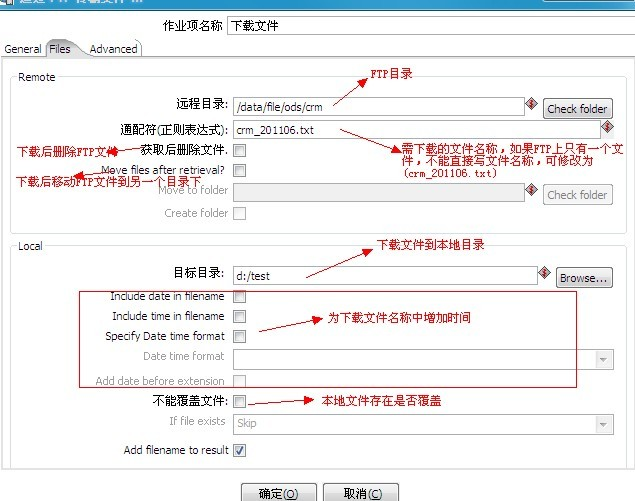 作业项名称 下载文件
General Files Advanced
Remote
FTP目录
远程目录: /data/file/ods/crm Check folder
通配符(正则表达式): crm_201106.txt
下载后删除FTP文件 获取后删除文件.
需下载的文件名称，如果FTP上只有一个文
件，不能直接写文件名称，可修改为
(crm_201106.txt)
Move files after retrieval?
下载后移动FTP文件到另一个目录下
Move to folder Check folder
Create folder
Local
下载文件到本地目录
目标目录: d:/test Browse...
Include date in filename
Include time in filename
为下载文件名称中增加时间
Specify Date time format
Date time format
Add date before extension
不能覆盖文件: 本地文件存在是否覆盖
If file exists Skip
Add filename to result
确定(O) 取消(C)